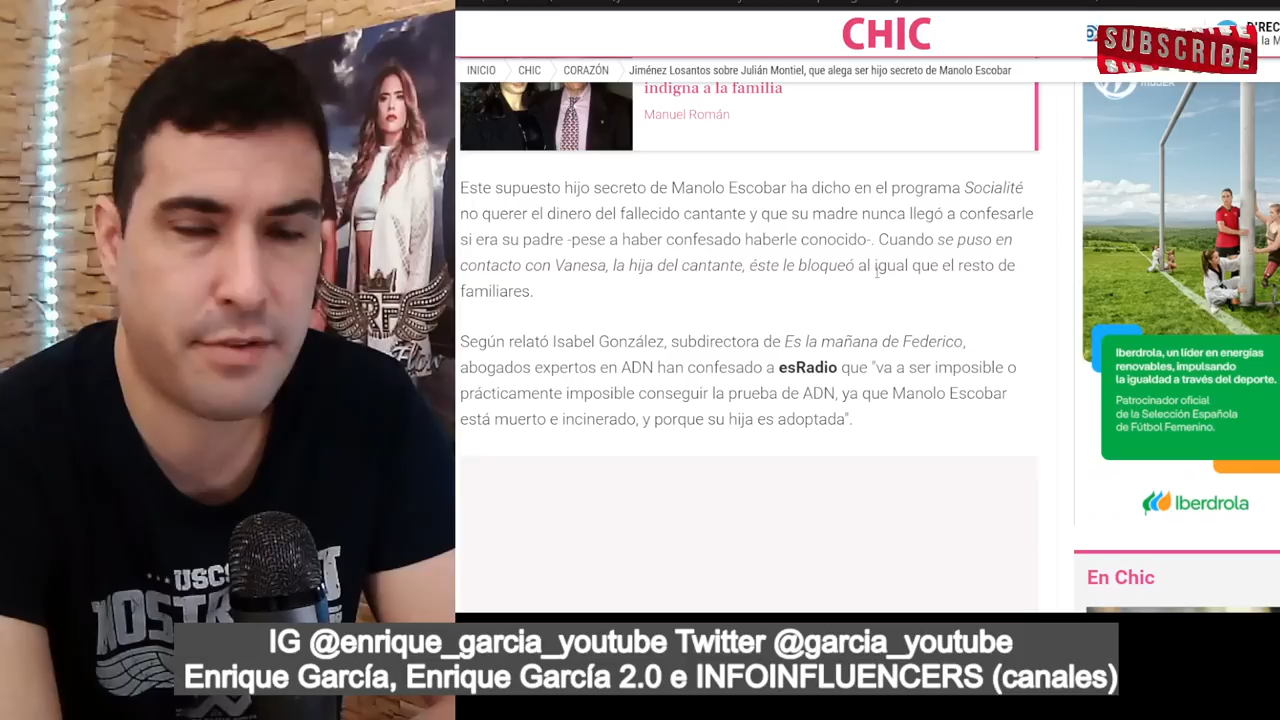 CHIC
DIREC
la M
SUBSCRIBE
INICIO CHIC CORAZÓN Jiménez Losantos sobre Julián Montiel, que alega ser hijo secreto de Manolo Escobar
indigna a la familia
Manuel Román
Este supuesto hijo secreto de Manolo Escobar ha dicho en el programa Socialité
no querer el dinero del fallecido cantante y que su madre nunca llegó a confesarle
si era su padre -pese a haber confesado haberle conocido-. Cuando se puso en
contacto con Vanesa, la hija del cantante, éste le bloqueó al igual que el resto de
familiares.
Según relató Isabel González, subdirectora de Es la mañana de Federico,
abogados expertos en ADN han confesado a esRadio que "va a ser imposible o
prácticamente imposible conseguir la prueba de ADN, ya que Manolo Escobar
está muerto e incinerado, y porque su hija es adoptada".
Iberdrola, un líder en energías
renovables, impulsando
la igualdad a través del deporte.
Patrocinador oficial
de la Selección Española
de Fútbol Femenino.
Iberdrola
En Chic
RF
Flow
USCS
IG @enrique_garcia_youtube Twitter @garcia_youtube
Enrique García, Enrique García 2.0 e INFOINFLUENCERS (canales)